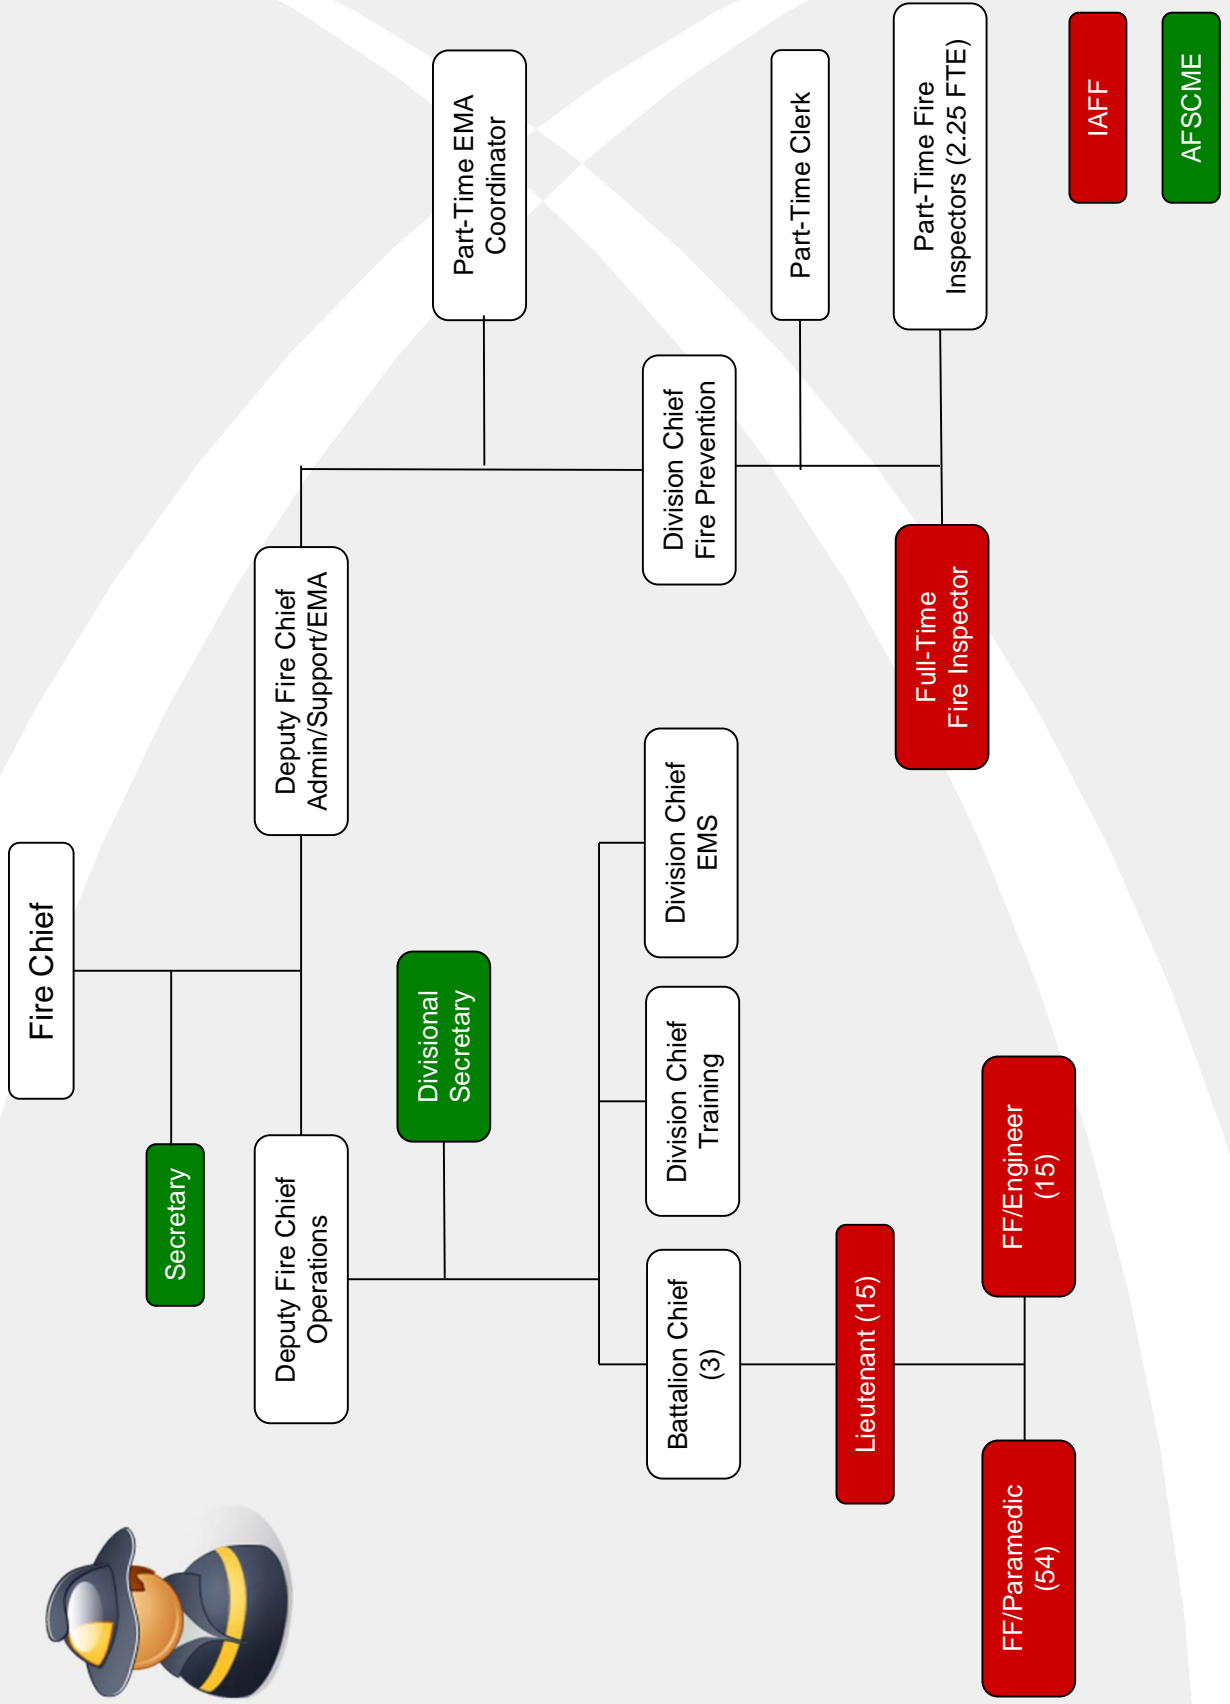 Fire Chief
Secretary
Deputy Fire Chief
Operations
Deputy Fire Chief
Admin/Support/EMA
Divisional
Secretary
Part-Time EMA
Coordinator
Battalion Chief
(3)
Division Chief
Training
Division Chief
EMS
Division Chief
Fire Prevention
Part-Time Clerk
Lieutenant (15)
Full-Time
Fire Inspector
Part-Time Fire
Inspectors (2.25 FTE)
FF/Paramedic
(54)
FF/Engineer
(15)
IAFF
AFSCME